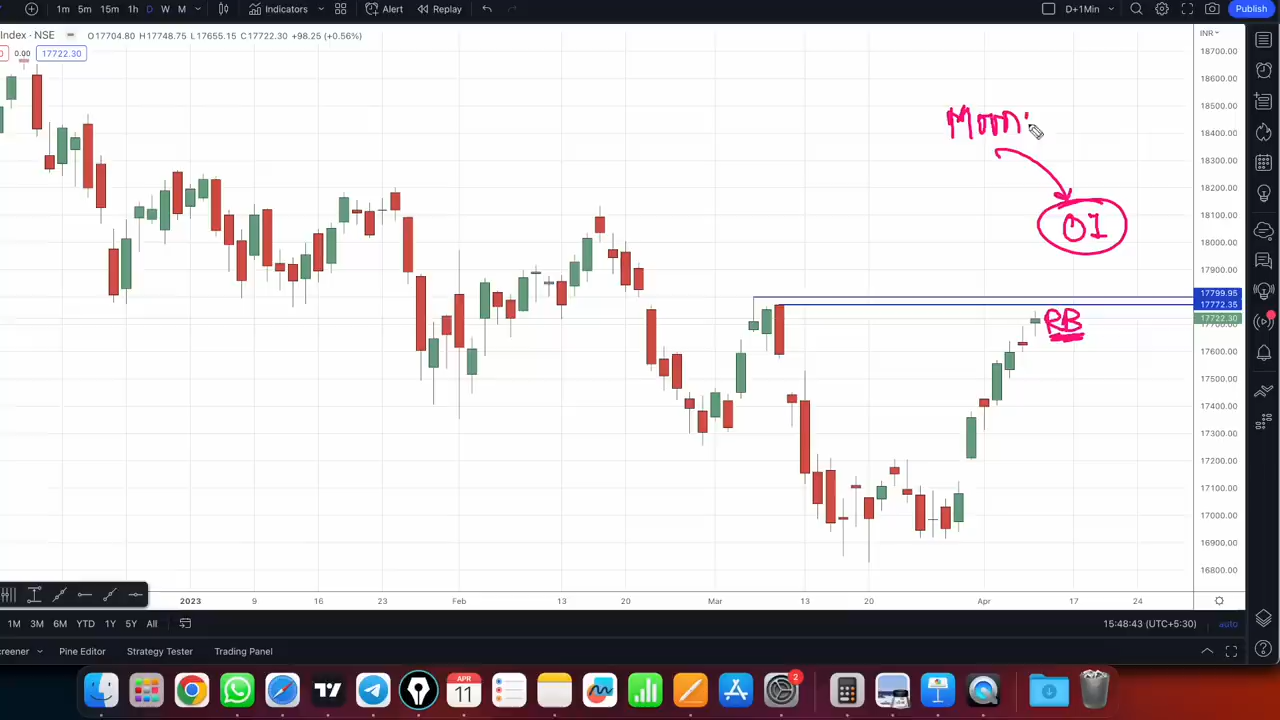 1m 5m 15m 1h D W M Indicators Alert Replay D+1Min Publish
Index - NSE O17704.80 H17748.75 L17655.15 C17722.30 +98.25 (+0.56%) INR
0 0.00 17722.30
18700.00
18600.00
18500.00
18400.00
18300.00
18200.00
18100.00
18000.00
17900.00
17799.95
17772.35
17722.30
17600.00
17500.00
17400.00
17300.00
17200.00
17100.00
17000.00
16900.00
16800.00
OI
RB
2023 9 16 23 Feb 13 20 Mar 13 20 Apr 17 24
1M 3M 6M YTD 1Y 5Y All 15:48:43 (UTC+5:30) auto
creener Pine Editor Strategy Tester Trading Panel
APR
11
2